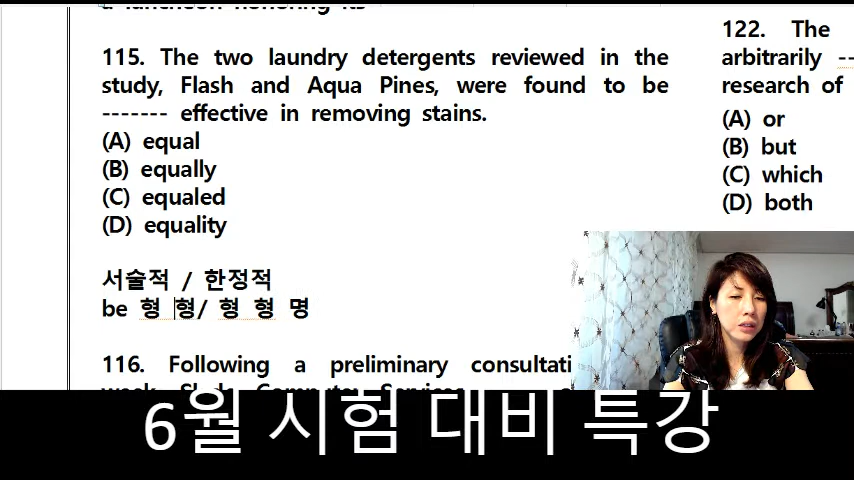 a luncheon honoring its
115. The two laundry detergents reviewed in the
study, Flash and Aqua Pines, were found to be
------- effective in removing stains.
(A) equal
(B) equally
(C) equaled
(D) equality
서술적 / 한정적
be 형 형/ 형 형 명
116. Following a preliminary consultati
122. The
arbitrarily --
research of
(A) or
(B) but
(C) which
(D) both
6월 시험 대비 특강